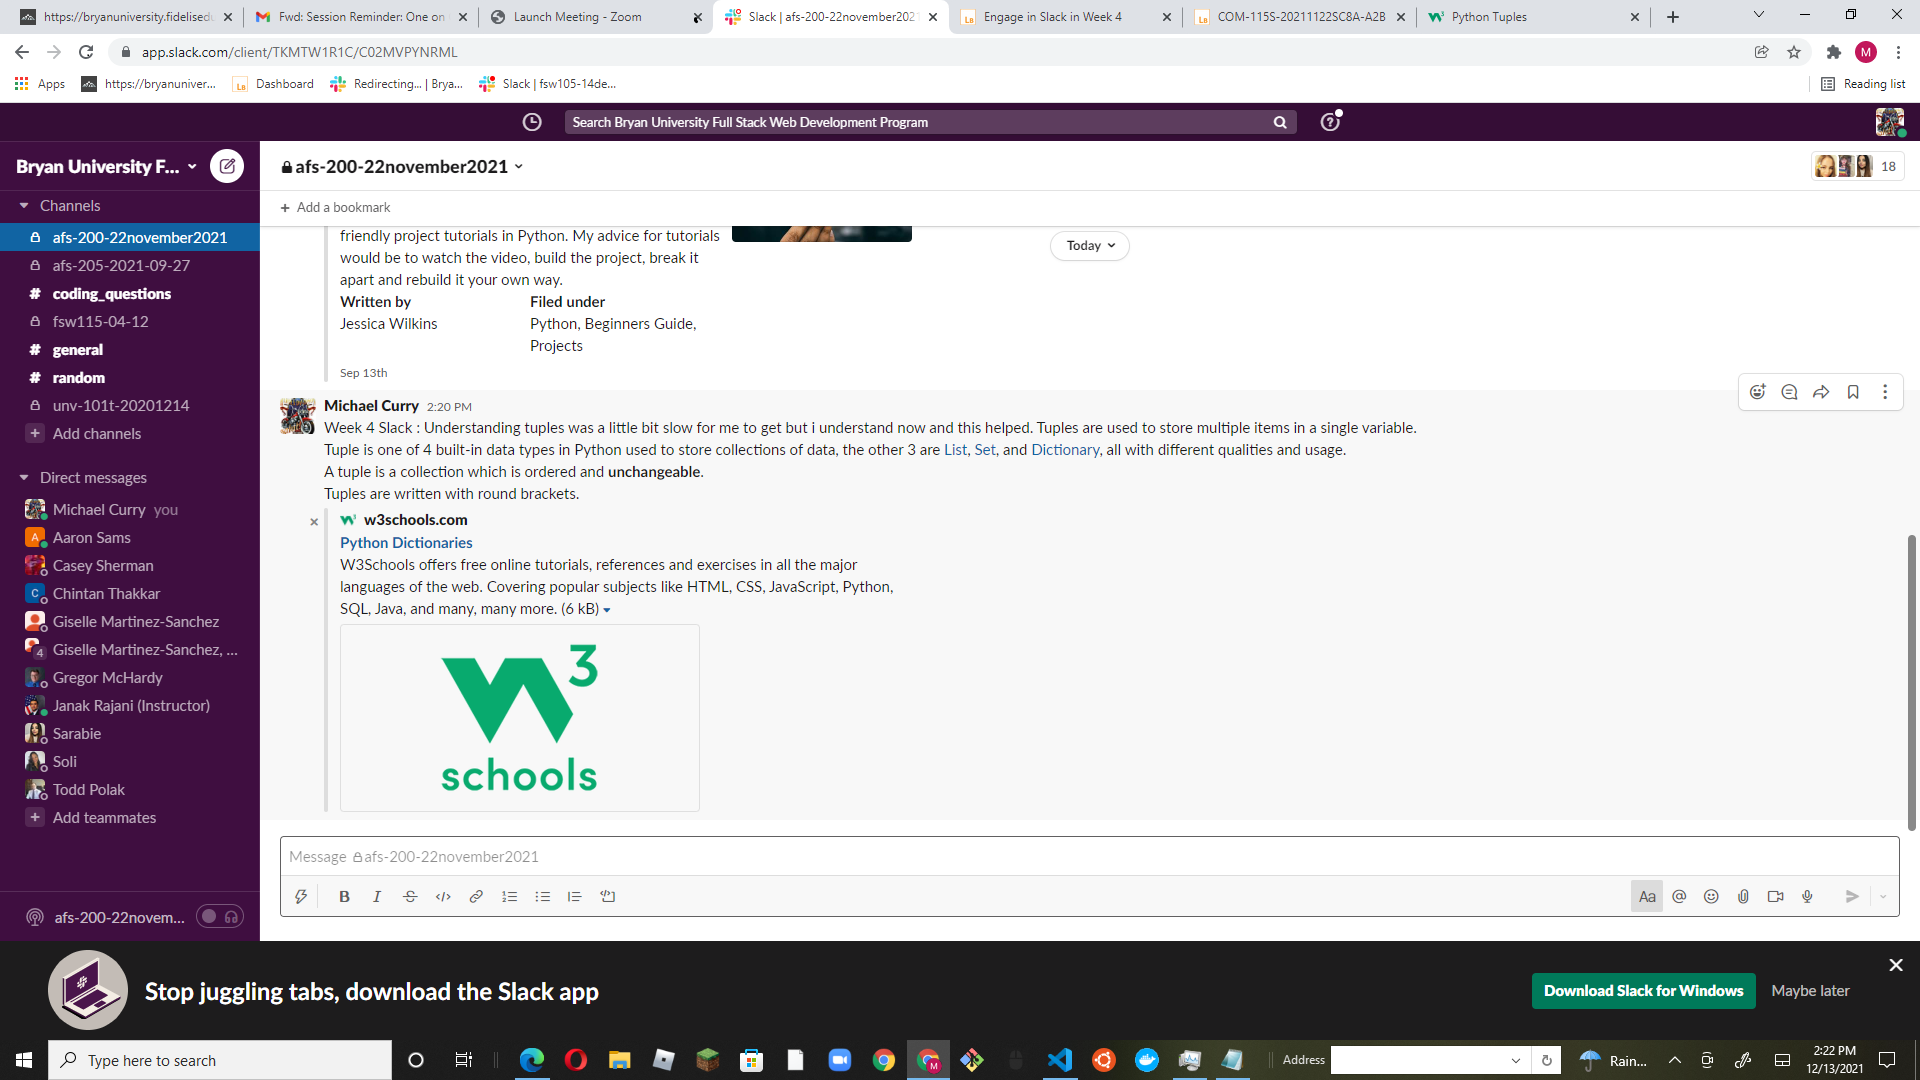 https://bryanuniversity.fidelised
Fwd: Session Reminder: One on
Launch Meeting - Zoom
Slack | afs-200-22november2021
Engage in Slack in Week 4
COM-115S-20211122SC8A-A2B
Python Tuples
app.slack.com/client/TKMTW1R1C/C02MVPYNRML
M
Apps
https://bryanuniver...
Dashboard
Redirecting... | Brya...
Slack | fsw105-14de...
Reading list
Search Bryan University Full Stack Web Development Program
Bryan University F...
afs-200-22november2021
18
Add a bookmark
Channels
afs-200-22november2021
afs-205-2021-09-27
coding_questions
fsw115-04-12
general
random
unv-101t-20201214
Add channels
Direct messages
Michael Curry you
Aaron Sams
Casey Sherman
Chintan Thakkar
Giselle Martinez-Sanchez
4 Giselle Martinez-Sanchez, ...
Gregor McHardy
Janak Rajani (Instructor)
Sarabie
Soli
Todd Polak
Add teammates
afs-200-22novem...
Today
friendly project tutorials in Python. My advice for tutorials
would be to watch the video, build the project, break it
apart and rebuild it your own way.
Written by
Filed under
Jessica Wilkins
Python, Beginners Guide,
Projects
Sep 13th
Michael Curry 2:20 PM
Week 4 Slack : Understanding tuples was a little bit slow for me to get but i understand now and this helped. Tuples are used to store multiple items in a single variable.
Tuple is one of 4 built-in data types in Python used to store collections of data, the other 3 are List, Set, and Dictionary, all with different qualities and usage.
A tuple is a collection which is ordered and unchangeable.
Tuples are written with round brackets.
w3schools.com
Python Dictionaries
W3Schools offers free online tutorials, references and exercises in all the major
languages of the web. Covering popular subjects like HTML, CSS, JavaScript, Python,
SQL, Java, and many, many more. (6 kB)
W3
schools
Message afs-200-22november2021
B I S Aa @
Stop juggling tabs, download the Slack app
Download Slack for Windows
Maybe later
Type here to search
Address
Rain...
2:22 PM
12/13/2021